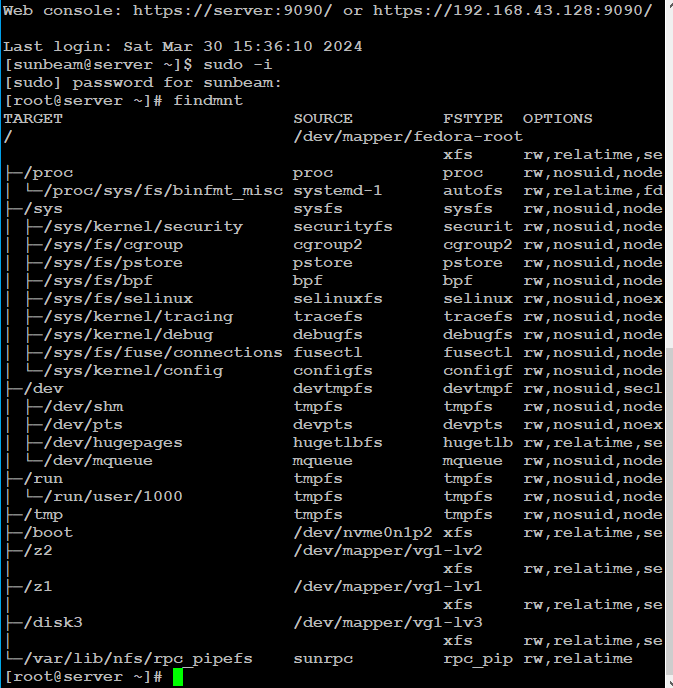 Web console: https://server:9090/ or https://192.168.43.128:9090/

Last login: Sat Mar 30 15:36:10 2024
[sunbeam@server ~]$ sudo -i
[sudo] password for sunbeam:
[root@server ~]# findmnt
TARGET                       SOURCE         FSTYPE  OPTIONS
/                            /dev/mapper/fedora-root
                                            xfs     rw,relatime,se
├─/proc                      proc           proc    rw,nosuid,node
│ └─/proc/sys/fs/binfmt_misc systemd-1      autofs  rw,relatime,fd
├─/sys                       sysfs          sysfs   rw,nosuid,node
│ ├─/sys/kernel/security     securityfs     securit rw,nosuid,node
│ ├─/sys/fs/cgroup           cgroup2        cgroup2 rw,nosuid,node
│ ├─/sys/fs/pstore           pstore         pstore  rw,nosuid,node
│ ├─/sys/fs/bpf              bpf            bpf     rw,nosuid,node
│ ├─/sys/fs/selinux          selinuxfs      selinux rw,nosuid,noex
│ ├─/sys/kernel/tracing      tracefs        tracefs rw,nosuid,node
│ ├─/sys/kernel/debug        debugfs        debugfs rw,nosuid,node
│ ├─/sys/fs/fuse/connections fusectl        fusectl rw,nosuid,node
│ └─/sys/kernel/config       configfs       configf rw,nosuid,node
├─/dev                       devtmpfs       devtmpf rw,nosuid,secl
│ ├─/dev/shm                 tmpfs          tmpfs   rw,nosuid,node
│ ├─/dev/pts                 devpts         devpts  rw,nosuid,noex
│ ├─/dev/hugepages           hugetlbfs      hugetlb rw,relatime,se
│ └─/dev/mqueue              mqueue         mqueue  rw,nosuid,node
├─/run                       tmpfs          tmpfs   rw,nosuid,node
│ └─/run/user/1000           tmpfs          tmpfs   rw,nosuid,node
├─/tmp                       tmpfs          tmpfs   rw,nosuid,node
├─/boot                      /dev/nvme0n1p2 xfs     rw,relatime,se
├─/z2                        /dev/mapper/vg1-lv2
│                                           xfs     rw,relatime,se
├─/z1                        /dev/mapper/vg1-lv1
│                                           xfs     rw,relatime,se
├─/disk3                     /dev/mapper/vg1-lv3
│                                           xfs     rw,relatime,se
└─/var/lib/nfs/rpc_pipefs    sunrpc         rpc_pip rw,relatime
[root@server ~]#